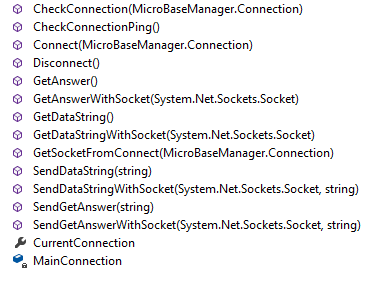 CheckConnection(MicroBaseManager.Connection)
CheckConnectionPing()
Connect(MicroBaseManager.Connection)
Disconnect()
GetAnswer()
GetAnswerWithSocket(System.Net.Sockets.Socket)
GetDataString()
GetDataStringWithSocket(System.Net.Sockets.Socket)
GetSocketFromConnect(MicroBaseManager.Connection)
SendDataString(string)
SendDataStringWithSocket(System.Net.Sockets.Socket, string)
SendGetAnswer(string)
SendGetAnswerWithSocket(System.Net.Sockets.Socket, string)
CurrentConnection
MainConnection